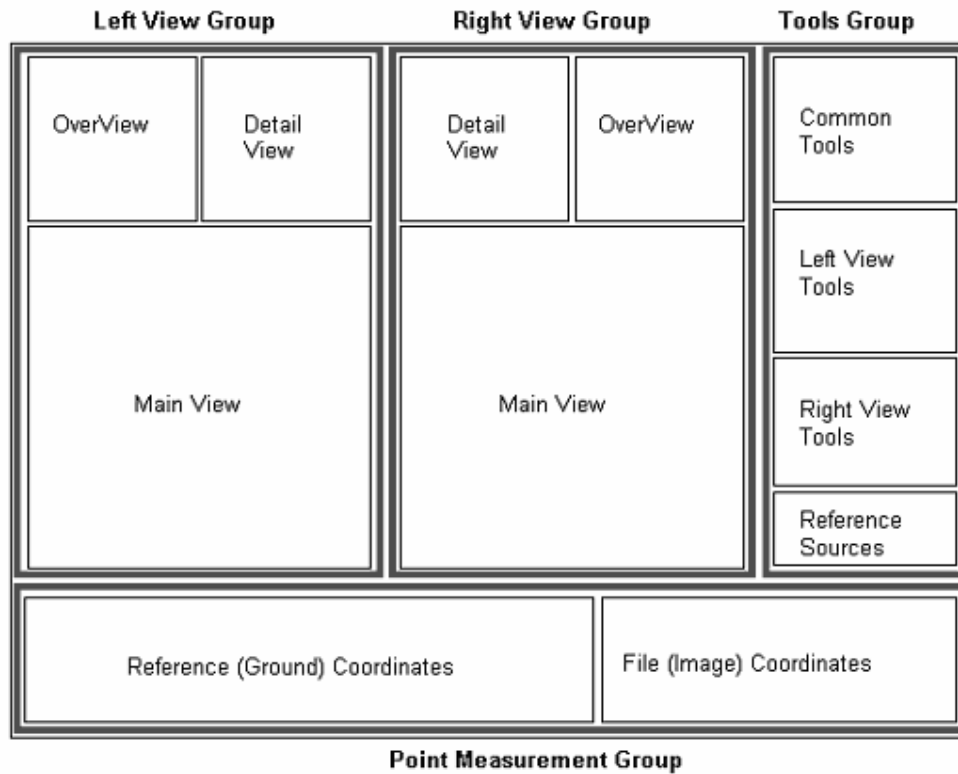 Left View Group
Right View Group
Tools Group
OverView
Detail
View
Detail
View
OverView
Main View
Main View
Common
Tools
Left View
Tools
Right View
Tools
Reference
Sources
Reference (Ground) Coordinates
File (Image) Coordinates
Point Measurement Group